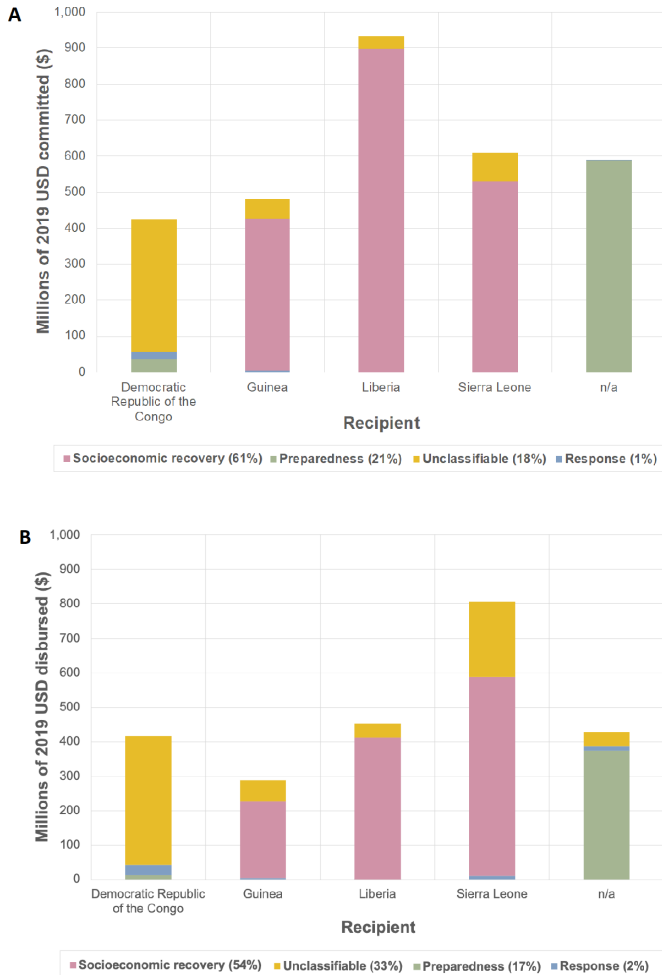 A
Millions of 2019 USD committed ($)
1,000
900
800
700
600
500
400
300
200
100
0
Democratic
Republic of the
Congo
Guinea
Liberia
Sierra Leone
n/a
Recipient
Socioeconomic recovery (61%) Preparedness (21%) Unclassifiable (18%) Response (1%)
B
Millions of 2019 USD disbursed ($)
1,000
900
800
700
600
500
400
300
200
100
0
Democratic Republic
of the Congo
Guinea
Liberia
Sierra Leone
n/a
Recipient
Socioeconomic recovery (54%) Unclassifiable (33%) Preparedness (17%) Response (2%)